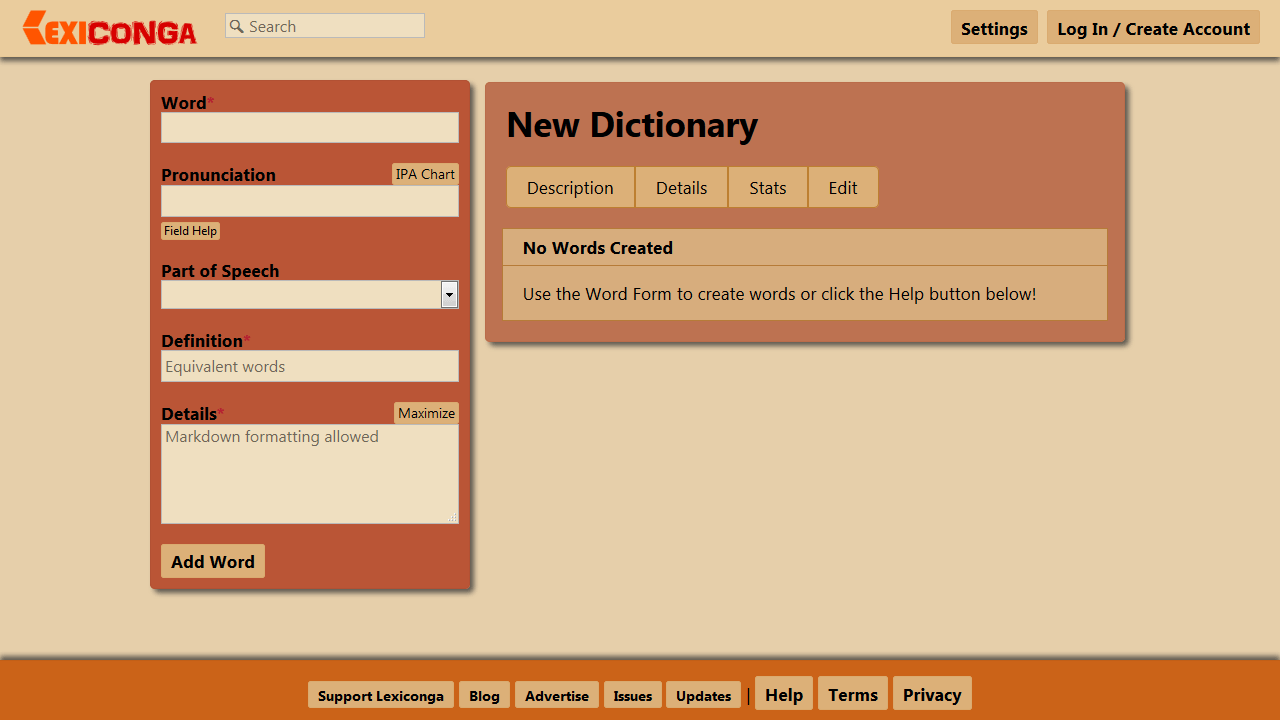 LEXICONGA
Search
Settings
Log In / Create Account
Word*
Pronunciation
IPA Chart
Field Help
Part of Speech
Definition*
Equivalent words
Details*
Maximize
Markdown formatting allowed
Add Word
New Dictionary
Description
Details
Stats
Edit
No Words Created
Use the Word Form to create words or click the Help button below!
Support Lexiconga
Blog
Advertise
Issues
Updates
|
Help
Terms
Privacy